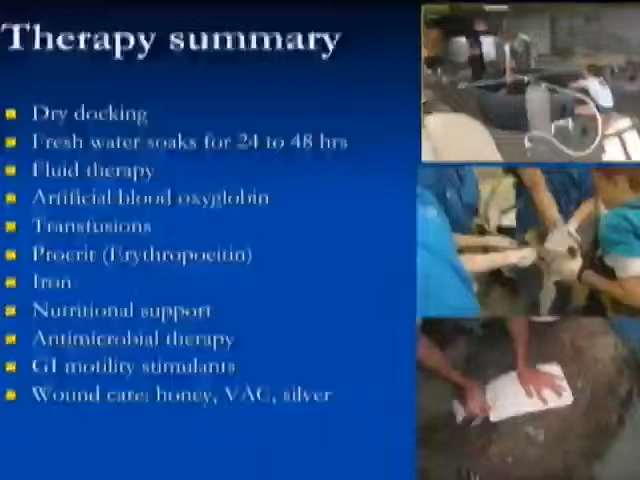 Therapy summary
Dry docking
Fresh water soaks for 24 to 48 hrs
Fluid therapy
Artificial blood oxyglobin
Transfusions
Procrit (Erythropoeitin)
Iron
Nutritional support
Antimicrobial therapy
GI motility stimulants
Wound care: honey, VAC, silver